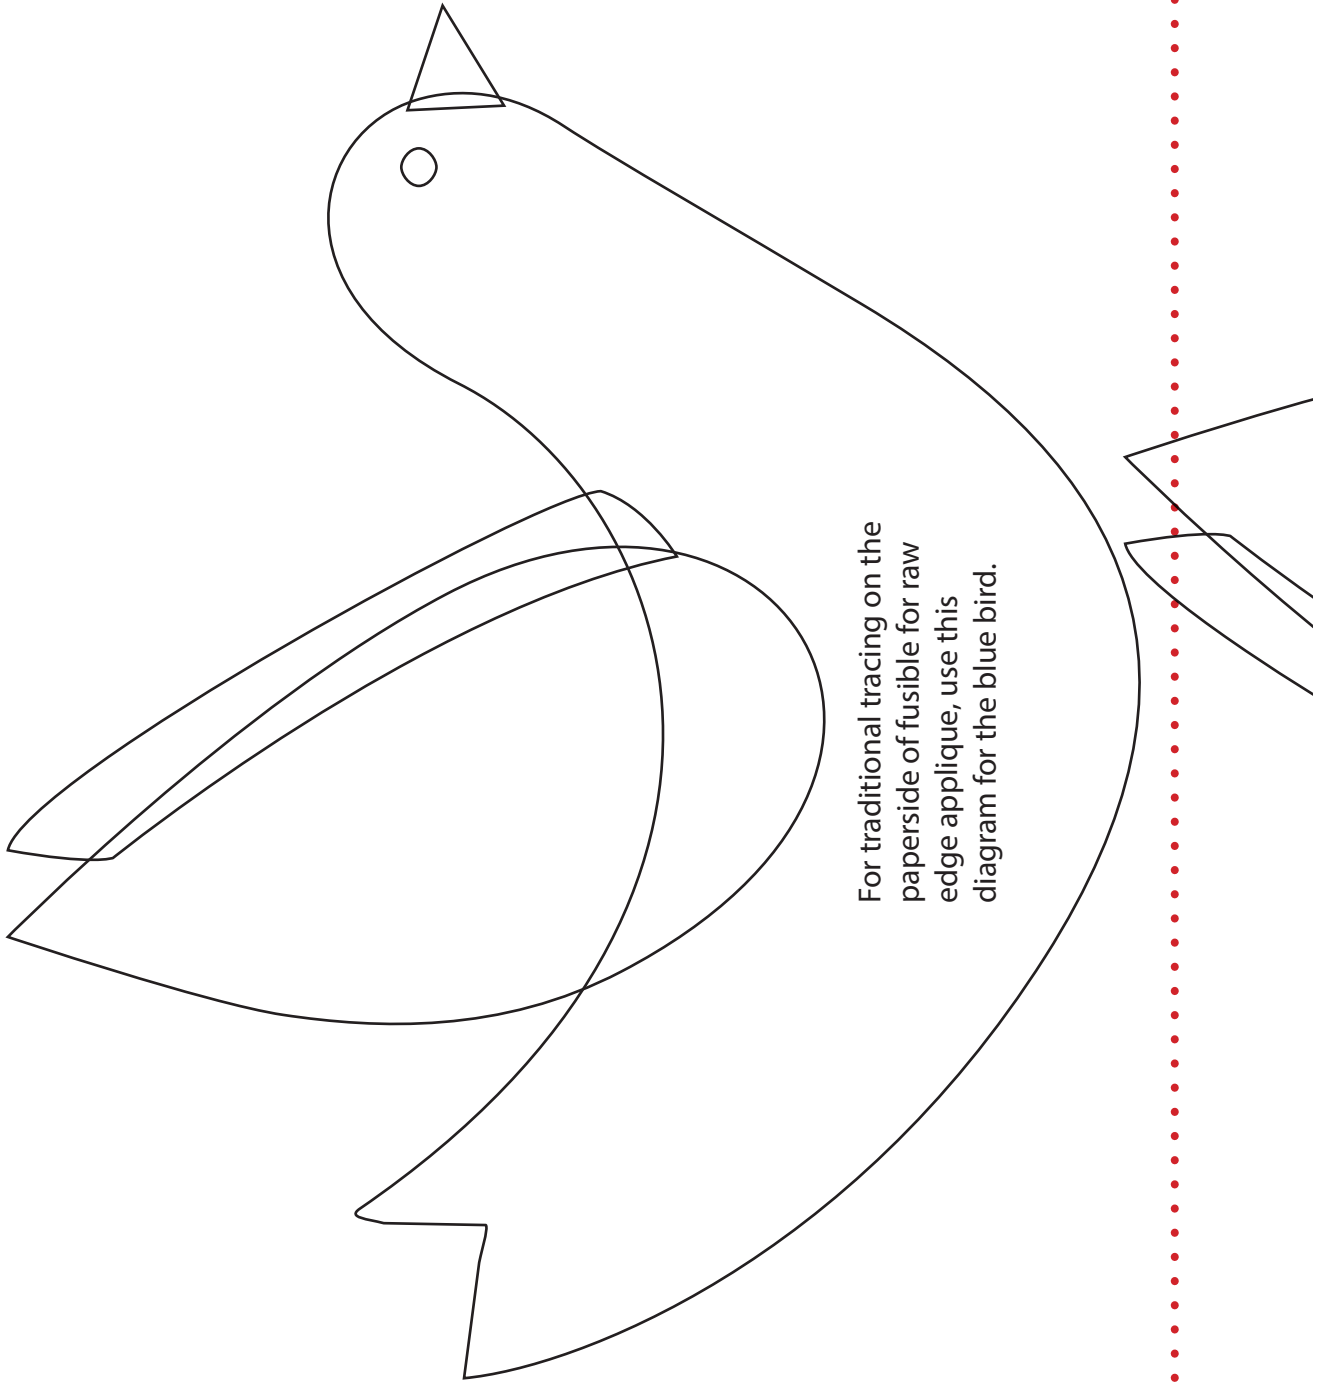 For traditional tracing on the
paperside of fusible for raw
edge applique, use this
diagram for the blue bird.